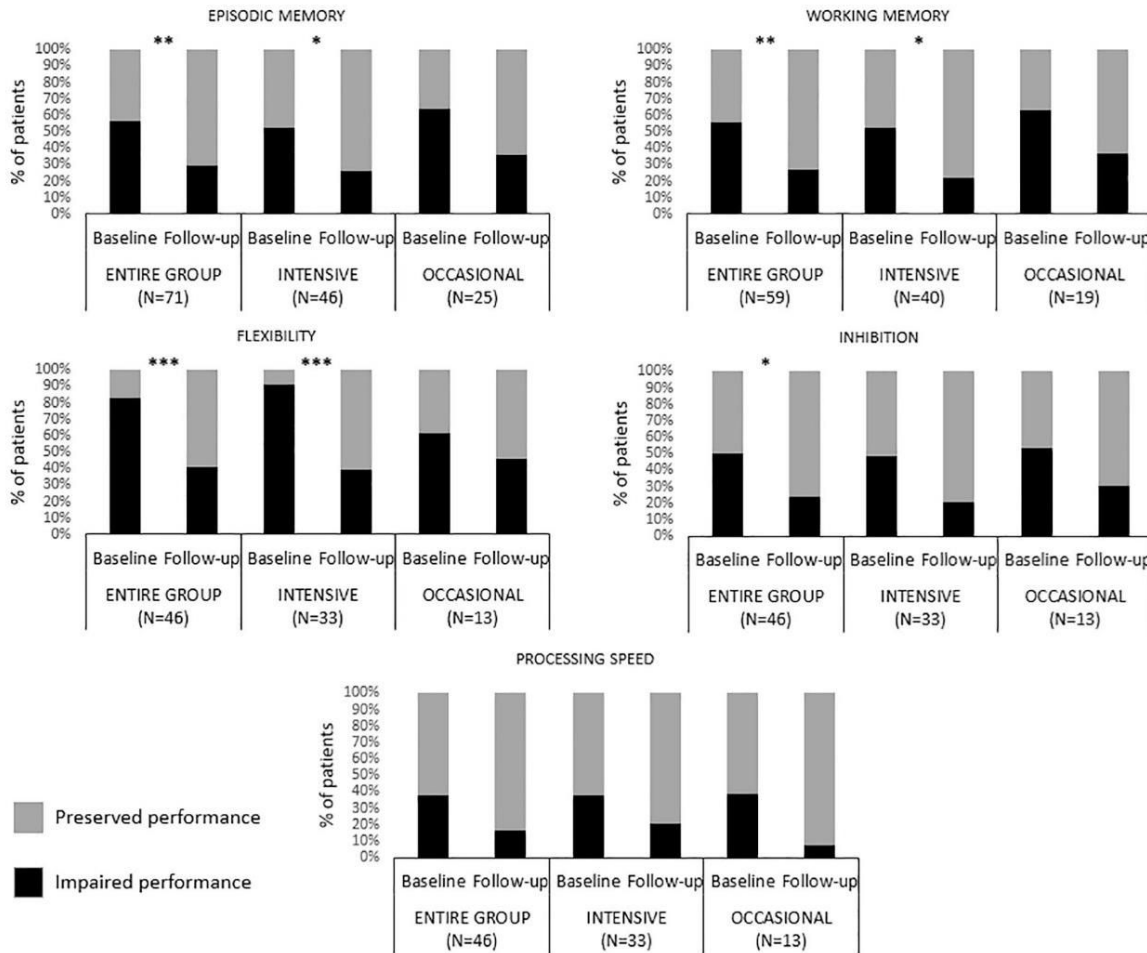 EPISODIC MEMORY
** *
% of patients
100%
90%
80%
70%
60%
50%
40%
30%
20%
10%
0%
Baseline Follow-up Baseline Follow-up Baseline Follow-up
ENTIRE GROUP INTENSIVE OCCASIONAL
(N=71) (N=46) (N=25)
WORKING MEMORY
** *
% of patients
100%
90%
80%
70%
60%
50%
40%
30%
20%
10%
0%
Baseline Follow-up Baseline Follow-up Baseline Follow-up
ENTIRE GROUP INTENSIVE OCCASIONAL
(N=59) (N=40) (N=19)
FLEXIBILITY
*** ***
% of patients
100%
90%
80%
70%
60%
50%
40%
30%
20%
10%
0%
Baseline Follow-up Baseline Follow-up Baseline Follow-up
ENTIRE GROUP INTENSIVE OCCASIONAL
(N=46) (N=33) (N=13)
INHIBITION
*
% of patients
100%
90%
80%
70%
60%
50%
40%
30%
20%
10%
0%
Baseline Follow-up Baseline Follow-up Baseline Follow-up
ENTIRE GROUP INTENSIVE OCCASIONAL
(N=46) (N=33) (N=13)
PROCESSING SPEED
% of patients
100%
90%
80%
70%
60%
50%
40%
30%
20%
10%
0%
Baseline Follow-up Baseline Follow-up Baseline Follow-up
ENTIRE GROUP INTENSIVE OCCASIONAL
(N=46) (N=33) (N=13)
Preserved performance
Impaired performance